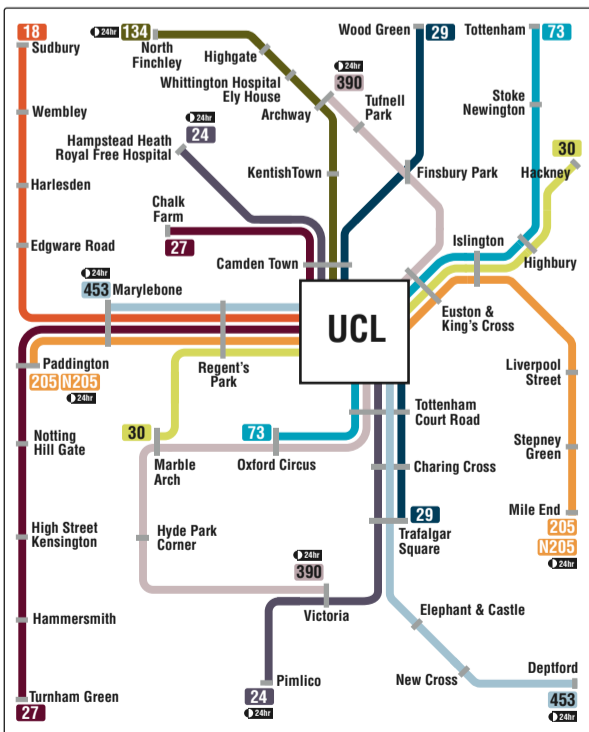 18
Sudbury
24hr 134
North
Finchley
Highgate
Whittington Hospital
Ely House
Archway
24hr
390
Tufnell
Park
Wood Green 29
Tottenham 73
Stoke
Newington
Wembley
Hampstead Heath
Royal Free Hospital
24hr
24
KentishTown
Finsbury Park
30
Hackney
Harlesden
Chalk
Farm
27
Edgware Road
Camden Town
Islington
Highbury
24hr
453 Marylebone
UCL
Euston &
King's Cross
Paddington
205 N205
24hr
Regent's
Park
Liverpool
Street
Notting
Hill Gate
30
Marble
Arch
73
Oxford Circus
Tottenham
Court Road
Stepney
Green
Charing Cross
High Street
Kensington
Hyde Park
Corner
29
Trafalgar
Square
Mile End
205
N205
24hr
24hr
390
Victoria
Hammersmith
Elephant & Castle
Turnham Green
27
Pimlico
24
24hr
New Cross
Deptford
453
24hr